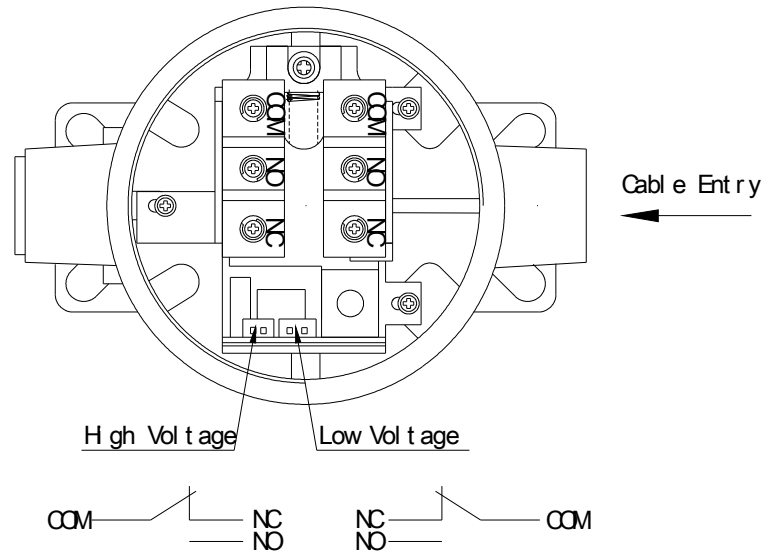 COM COM
NO NO
NC NC
Cable Entry
High Voltage Low Voltage
COM NC NC COM
NO NO